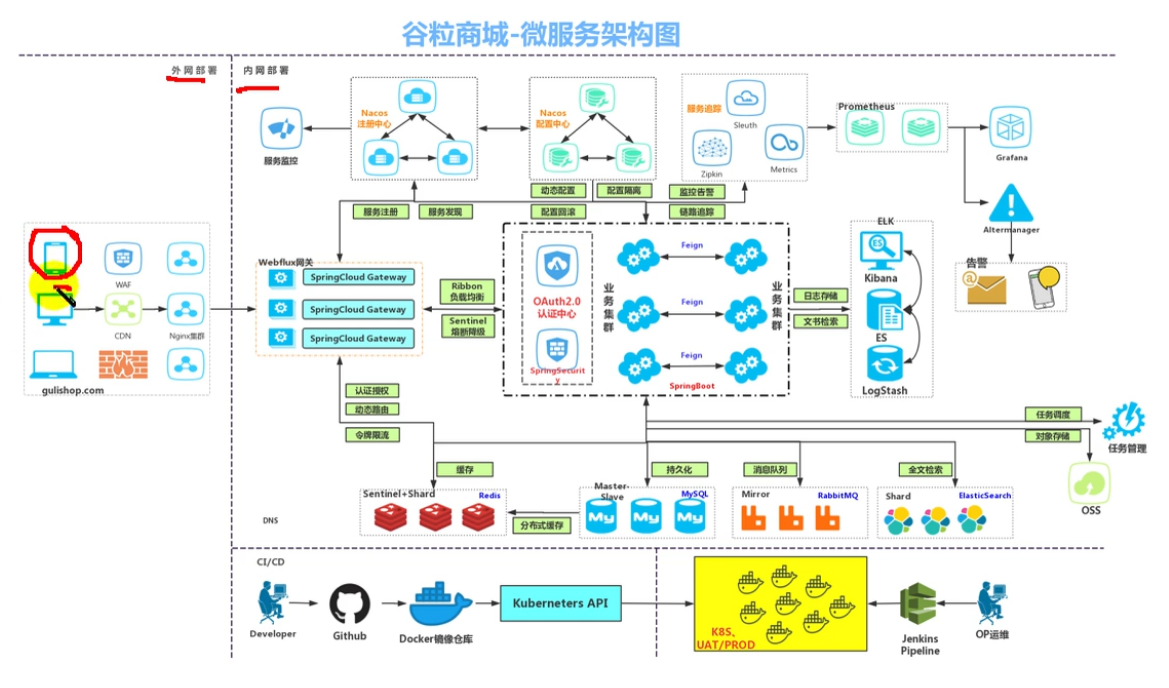 谷粒商城-微服务架构图
外网部署
内网部署
Nacos
注册中心
Nacos
配置中心
服务追踪
Sleuth
Zipkin
Metrics
Prometheus
Grafana
服务监控
动态配置
配置隔离
监控告警
服务注册
服务发现
配置回滚
链路追踪
Altermanager
告警
WAF
CDN
Nginx集群
gulishop.com
Webflux网关
SpringCloud Gateway
SpringCloud Gateway
SpringCloud Gateway
Ribbon
负载均衡
Sentinel
熔断降级
OAuth2.0
认证中心
SpringSecurit
y
业务集群
Feign
Feign
Feign
业务集群
SpringBoot
日志存储
文书检索
ELK
Kibana
ES
LogStash
认证授权
动态路由
令牌限流
任务调度
对象存储
任务管理
OSS
缓存
持久化
消息队列
全文检索
Sentinel+Shard
Redis
分布式缓存
Master-
Slave
MySQL
My
My
My
Mirror
RabbitMQ
Shard
ElasticSearch
DNS
CI/CD
Developer
Github
Docker镜像仓库
Kuberneters API
K8S、
UAT/PROD
Jenkins
Pipeline
OP运维